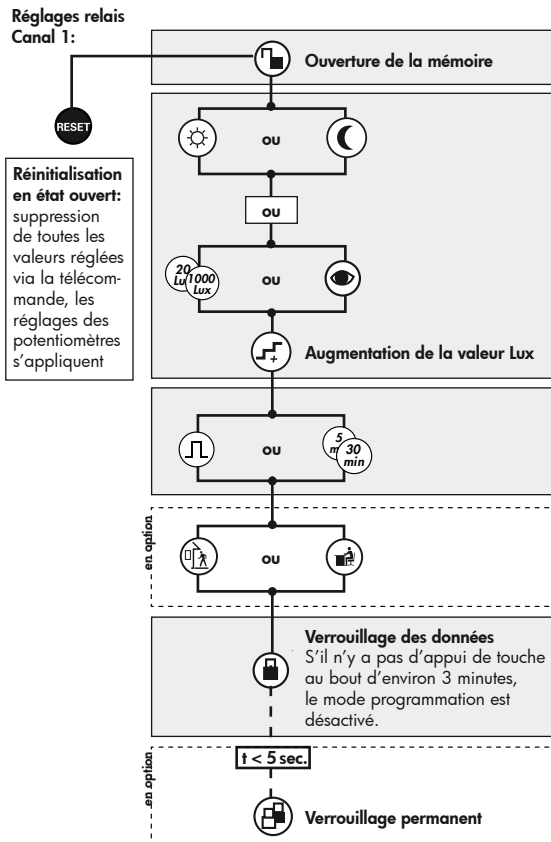 Réglages relais
Canal 1:
Ouverture de la mémoire
RESET
ou
Réinitialisation
en état ouvert:
suppression
de toutes les
valeurs réglées
via la télécom-
mande, les
réglages des
potentiomètres
s'appliquent
ou
20
Lu
1000
Lux
ou
Augmentation de la valeur Lux
ou
5
m
30
min
en option
ou
Verrouillage des données
S'il n'y a pas d'appui de touche
au bout d'environ 3 minutes,
le mode programmation est
désactivé.
en option
t < 5 sec.
Verrouillage permanent